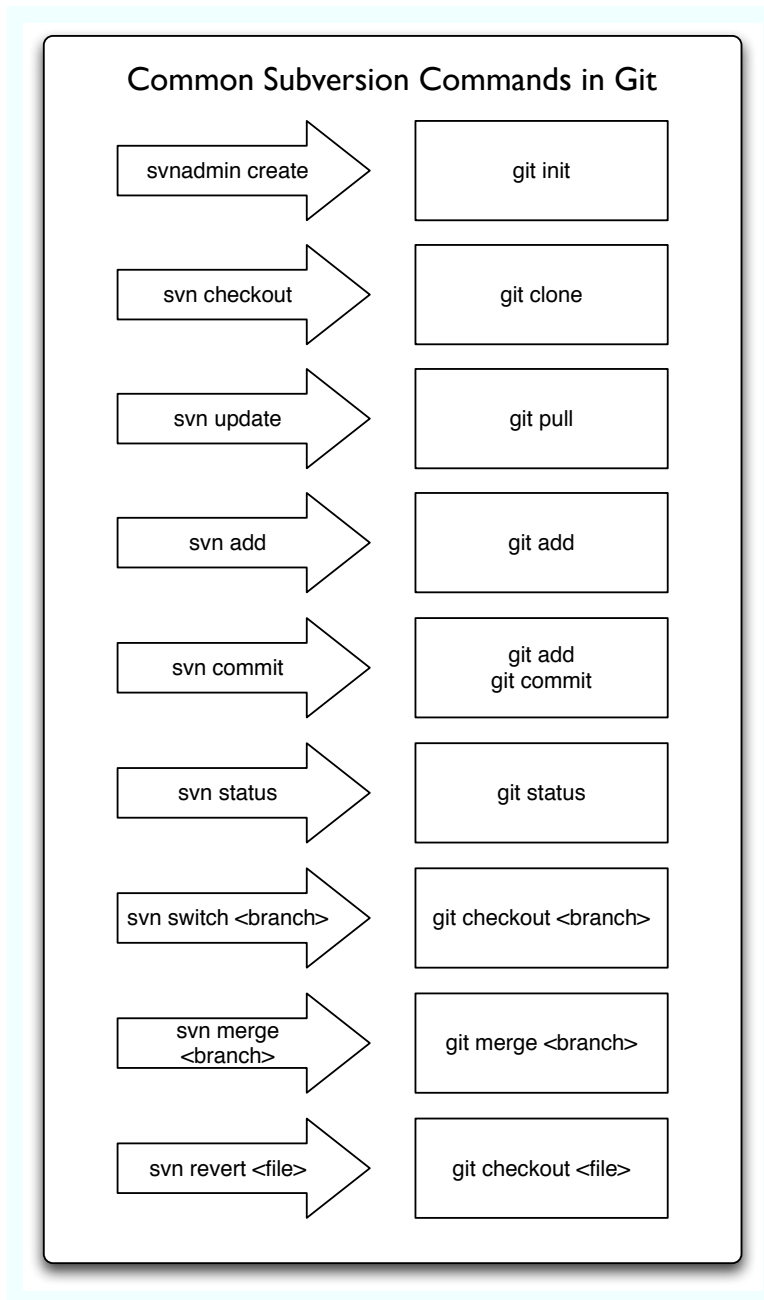 Common Subversion Commands in Git
svnadmin create
git init
svn checkout
git clone
svn update
git pull
svn add
git add
svn commit
git add
git commit
svn status
git status
svn switch <branch>
git checkout <branch>
svn merge
<branch>
git merge <branch>
svn revert <file>
git checkout <file>